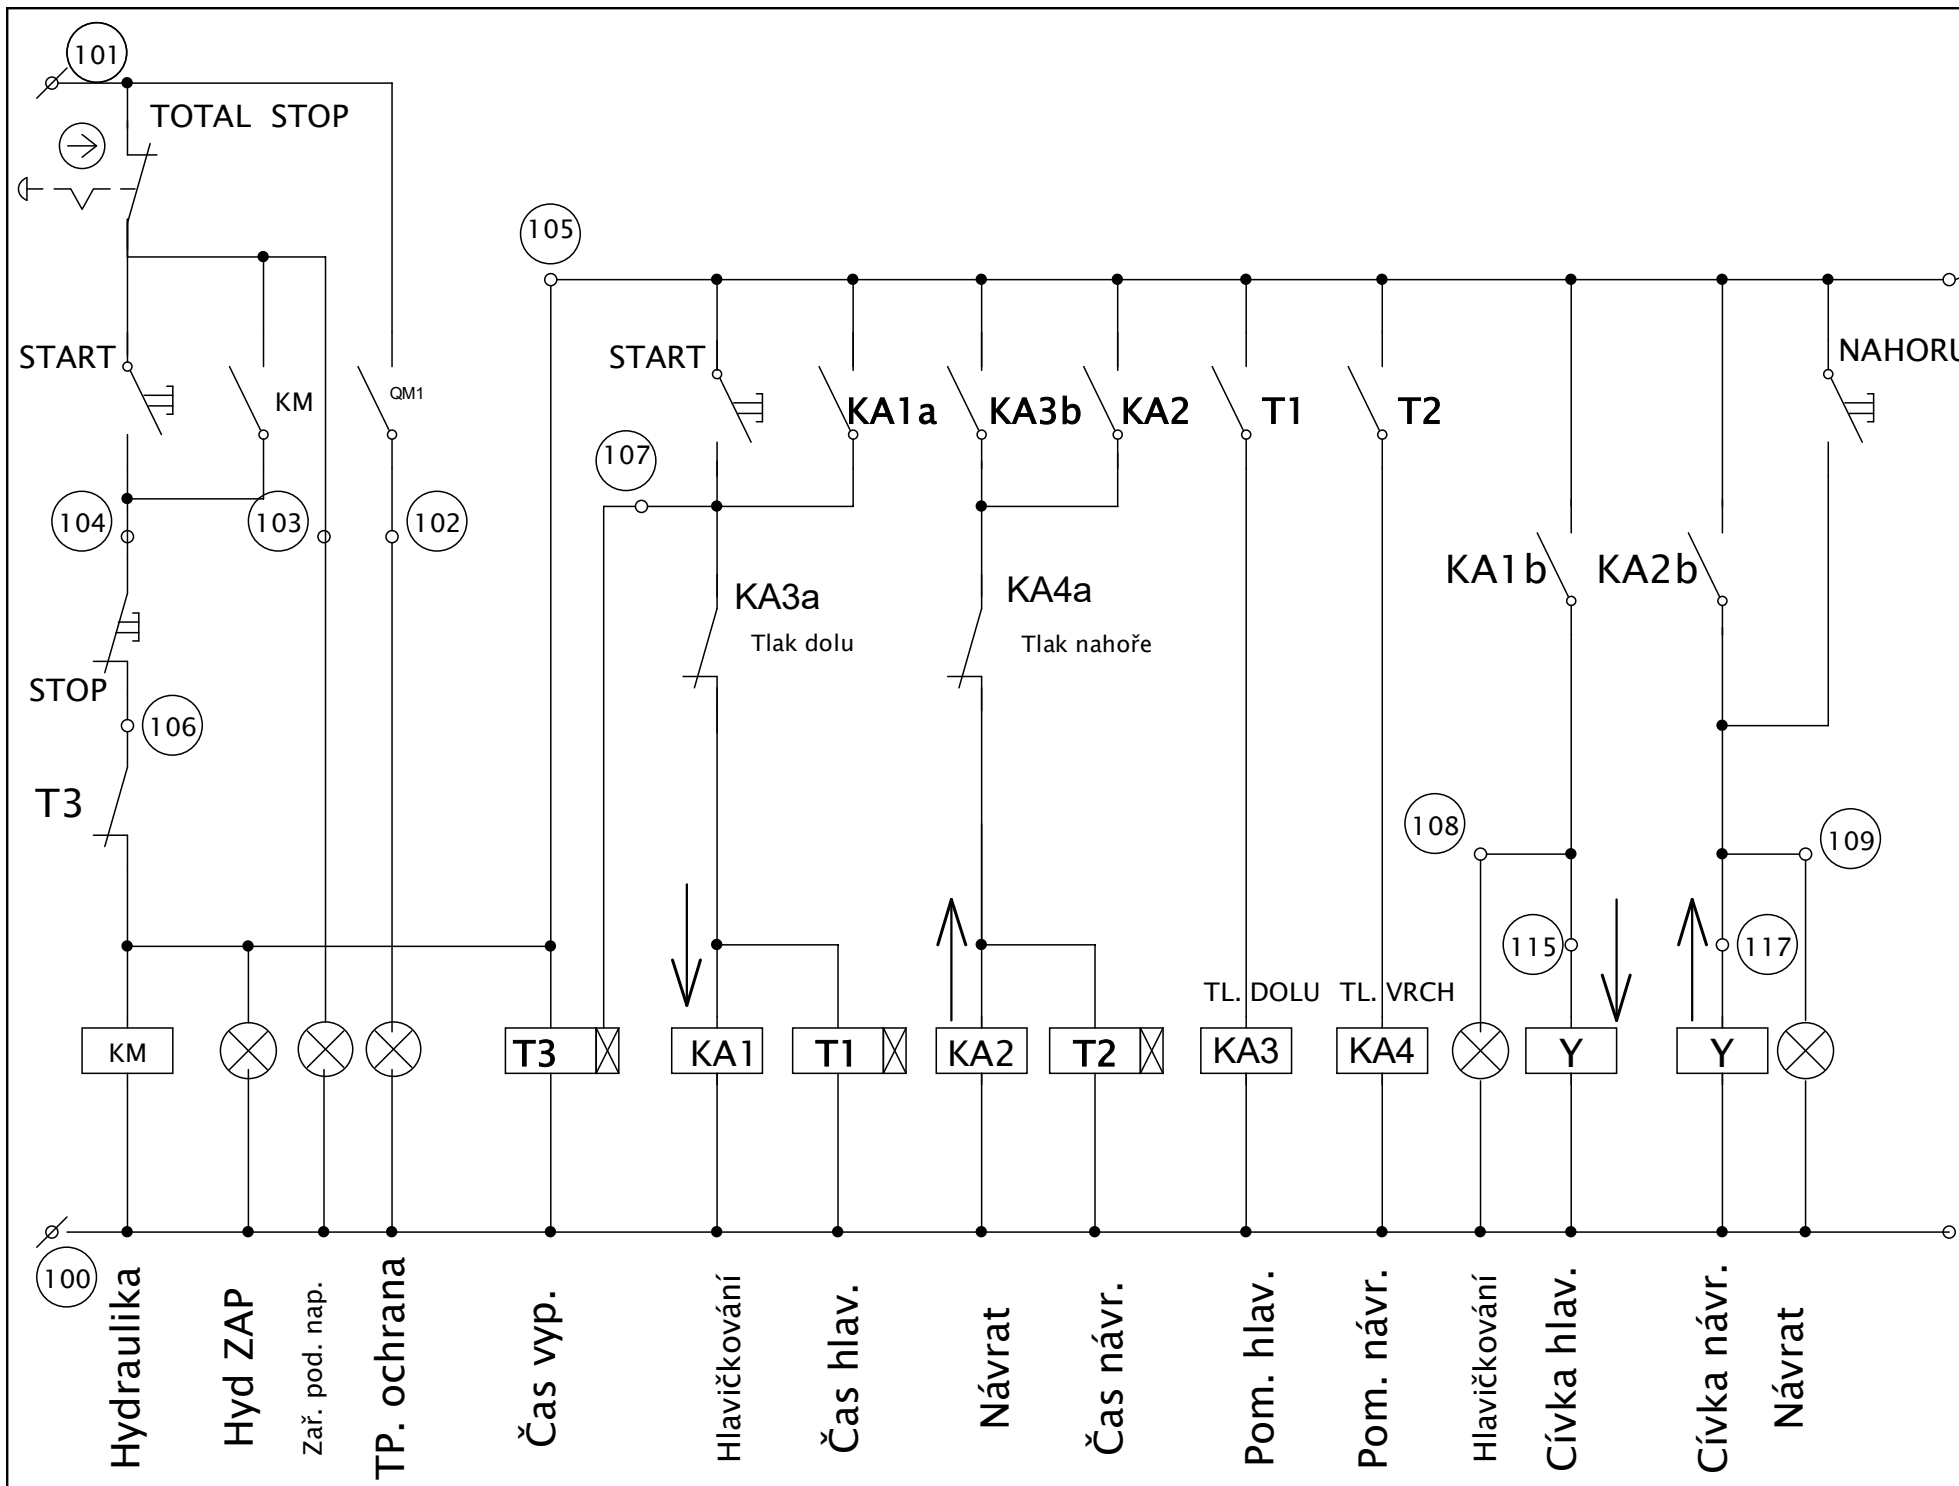 101
TOTAL STOP
105
START
KM
QM1
START
KA1a
KA3b
KA2
T1
T2
NAHORU
107
104
103
102
KA3a
Tlak dolu
KA4a
Tlak nahoře
KA1b
KA2b
STOP
106
T3
108
109
115
117
TL. DOLU
TL. VRCH
KM
T3
KA1
T1
KA2
T2
KA3
KA4
Y
Y
100
Hydraulika
Hyd ZAP
Zař. pod. nap.
TP. ochrana
Čas vyp.
Hlavičkování
Čas hlav.
Návrat
Čas návr.
Pom. hlav.
Pom. návr.
Hlavičkování
Cívka hlav.
Cívka návr.
Návrat